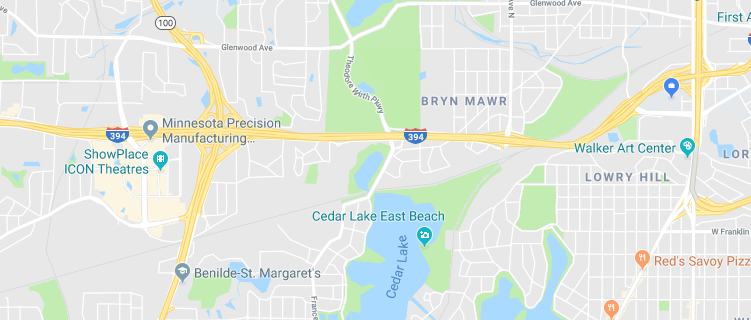 Glenwood Ave
First A
100
Glenwood Ave
Ave N
Theodore Wirth Pkwy
BRYN MAWR
Minnesota Precision
Manufacturing...
394
394
ShowPlace
ICON Theatres
Walker Art Center
LOR
LOWRY HILL
Cedar Lake East Beach
W Franklin
Cedar Lake
Red's Savoy Pizz
Benilde-St. Margaret's
France